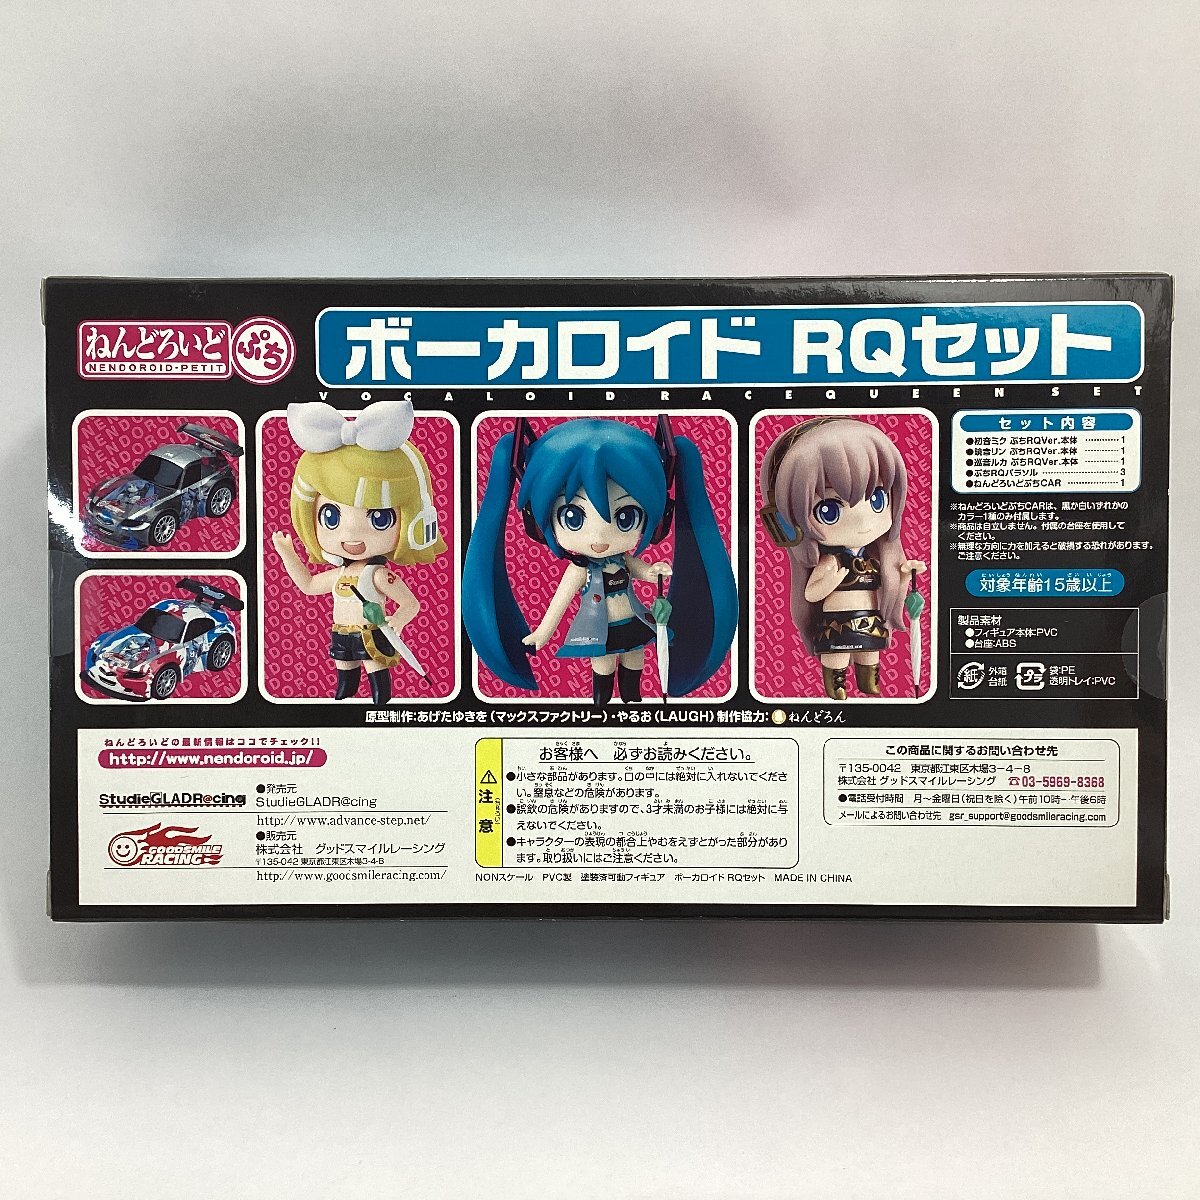 ねんどろいど
ぷち
NENDOROID-PETIT
ボーカロイド RQセット
VOCALOID RACEQUEEN SET
セット内容
●初音ミク ぷちRQVer.本体 ………… 1
●鏡音リン ぷちRQVer.本体 ………… 1
●巡音ルカ ぷちRQVer.本体 ………… 1
●ぷちRQパラソル ………… 3
●ねんどろいどぷちCAR ………… 1
※ねんどろいどぷちCARは、黒か白いずれかの
カラー1種のみ付属します。
※商品は自立しません。付属の台座を使用して
ください。
※無理な方向に力を加えると破損する恐れがあります。
ご注意ください。
対象年齢15歳以上
製品素材
●フィギュア本体:PVC
●台座:ABS
紙
外箱
台紙
プラ
袋:PE
透明トレイ:PVC
原型制作:あげたゆきを(マックスファクトリー)・やるお(LAUGH) 制作協力: ねんどろん
ねんどろいどの最新情報はココでチェック!!
http://www.nendoroid.jp/
StudieGLADR@cing
●発売元
StudieGLADR@cing
http://www.advance-step.net/
GOODSMILE
RACING
●販売元
株式会社 グッドスマイルレーシング
〒135-042 東京都江東区木場3-4-8
http://www.goodsmileracing.com/
注意
お客様へ 必ずお読みください。
●小さな部品があります。口の中には絶対に入れないでくださ
い。窒息などの危険があります。
●誤飲の危険がありますので、3才未満のお子様には絶対に与
えないでください。
●キャラクターの表現の都合上やむをえずとがった部分があり
ます。取り扱いにはご注意ください。
NONスケール PVC製 塗装済可動フィギュア ボーカロイド RQセット MADE IN CHINA
この商品に関するお問い合わせ先
〒135-0042 東京都江東区木場3-4-8
株式会社 グッドスマイルレーシング ☎03-5969-8368
●電話受付時間 月〜金曜日(祝日を除く)午前10時〜午後6時
メールによるお問い合わせ先 gsr_support@goodsmileracing.com